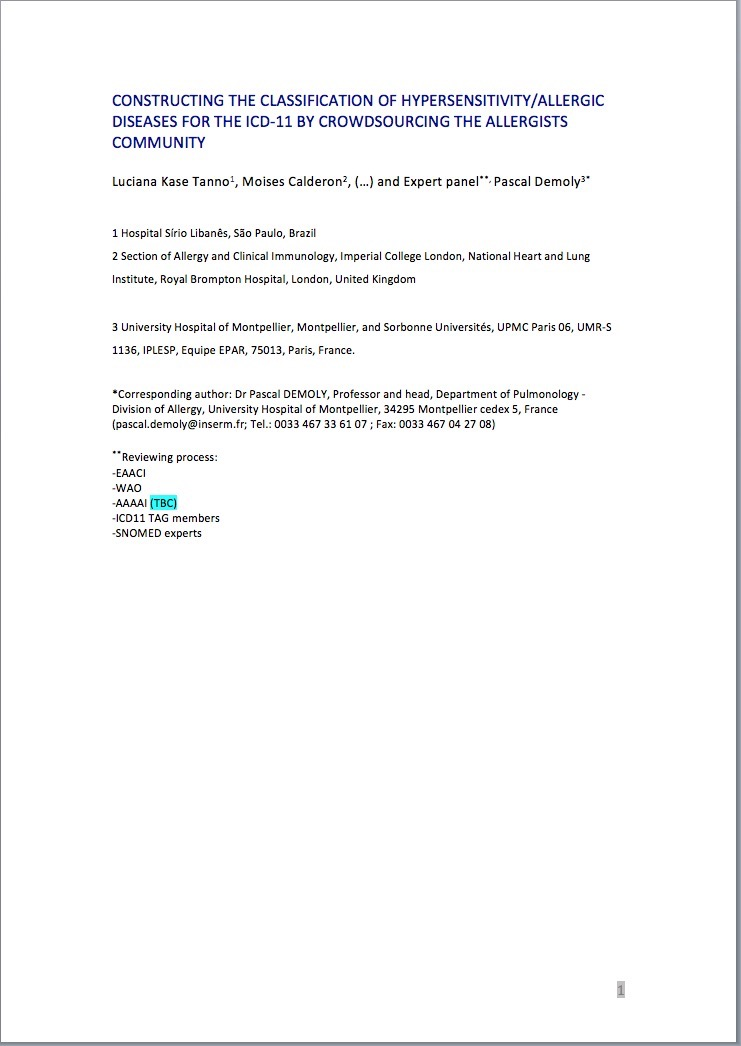 CONSTRUCTING THE CLASSIFICATION OF HYPERSENSITIVITY/ALLERGIC
DISEASES FOR THE ICD-11 BY CROWDSOURCING THE ALLERGISTS
COMMUNITY
Luciana Kase Tanno1, Moises Calderon2, (…) and Expert panel**, Pascal Demoly3*
1 Hospital Sírio Libanês, São Paulo, Brazil
2 Section of Allergy and Clinical Immunology, Imperial College London, National Heart and Lung
Institute, Royal Brompton Hospital, London, United Kingdom
3 University Hospital of Montpellier, Montpellier, and Sorbonne Universités, UPMC Paris 06, UMR-S
1136, IPLESP, Equipe EPAR, 75013, Paris, France.
*Corresponding author: Dr Pascal DEMOLY, Professor and head, Department of Pulmonology -
Division of Allergy, University Hospital of Montpellier, 34295 Montpellier cedex 5, France
(pascal.demoly@inserm.fr; Tel.: 0033 467 33 61 07 ; Fax: 0033 467 04 27 08)
**Reviewing process:
-EAACI
-WAO
-AAAAI (TBC)
-ICD11 TAG members
-SNOMED experts
1